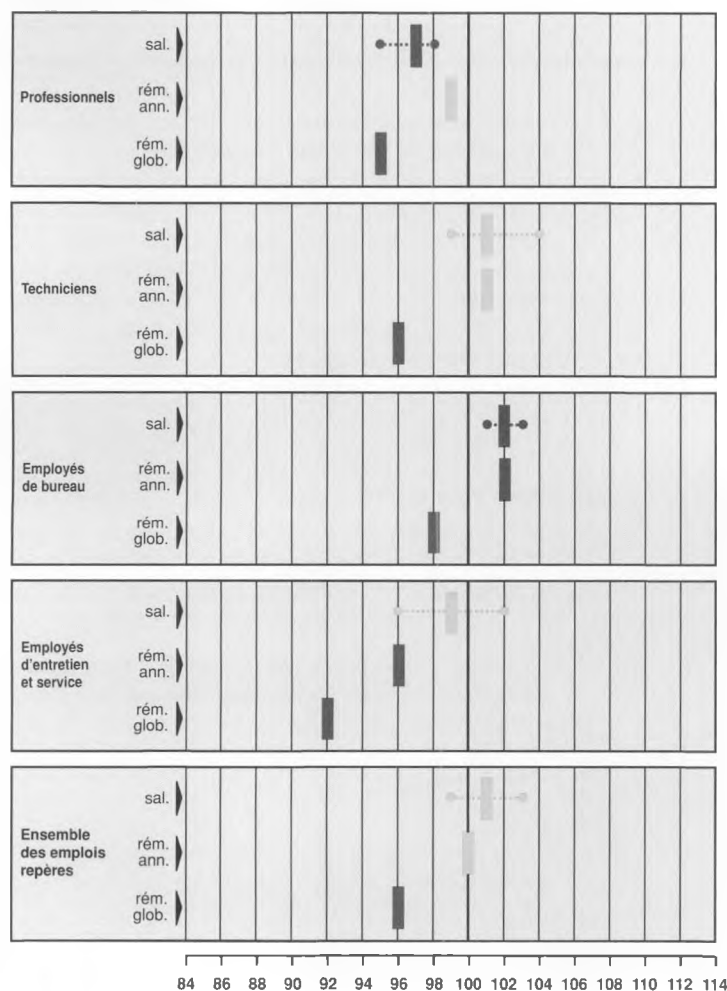 sal.
Professionnels
rém.
ann.
rém.
glob.
sal.
Techniciens
rém.
ann.
rém.
glob.
sal.
Employés
de bureau
rém.
ann.
rém.
glob.
sal.
Employés
d'entretien
et service
rém.
ann.
rém.
glob.
sal.
Ensemble
des emplois
repères
rém.
ann.
rém.
glob.
84 86 88 90 92 94 96 98 100 102 104 106 108 110 112 114